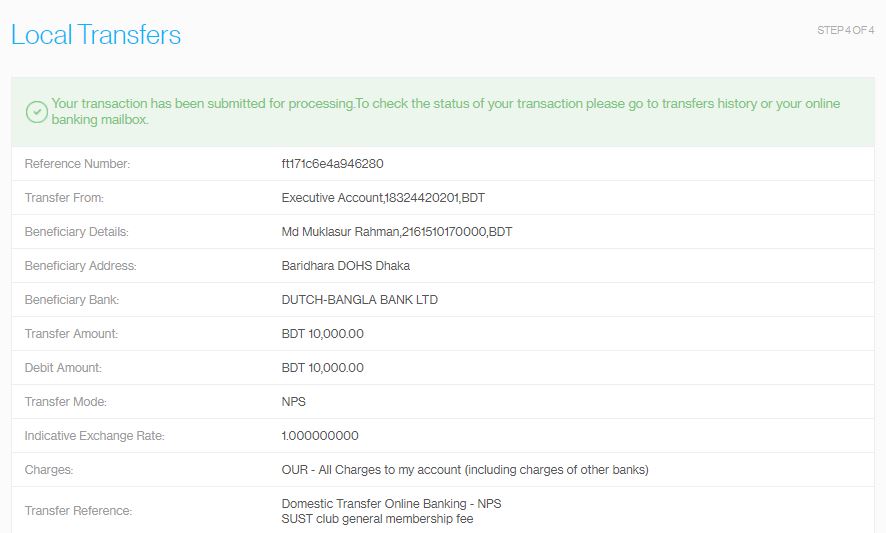 Local Transfers
STEP 4 OF 4
Your transaction has been submitted for processing.To check the status of your transaction please go to transfers history or your online
banking mailbox.
Reference Number: ft171c6e4a946280
Transfer From: Executive Account,18324420201,BDT
Beneficiary Details: Md Muklasur Rahman,2161510170000,BDT
Beneficiary Address: Baridhara DOHS Dhaka
Beneficiary Bank: DUTCH-BANGLA BANK LTD
Transfer Amount: BDT 10,000.00
Debit Amount: BDT 10,000.00
Transfer Mode: NPS
Indicative Exchange Rate: 1.000000000
Charges: OUR - All Charges to my account (including charges of other banks)
Transfer Reference: Domestic Transfer Online Banking - NPS
SUST club general membership fee